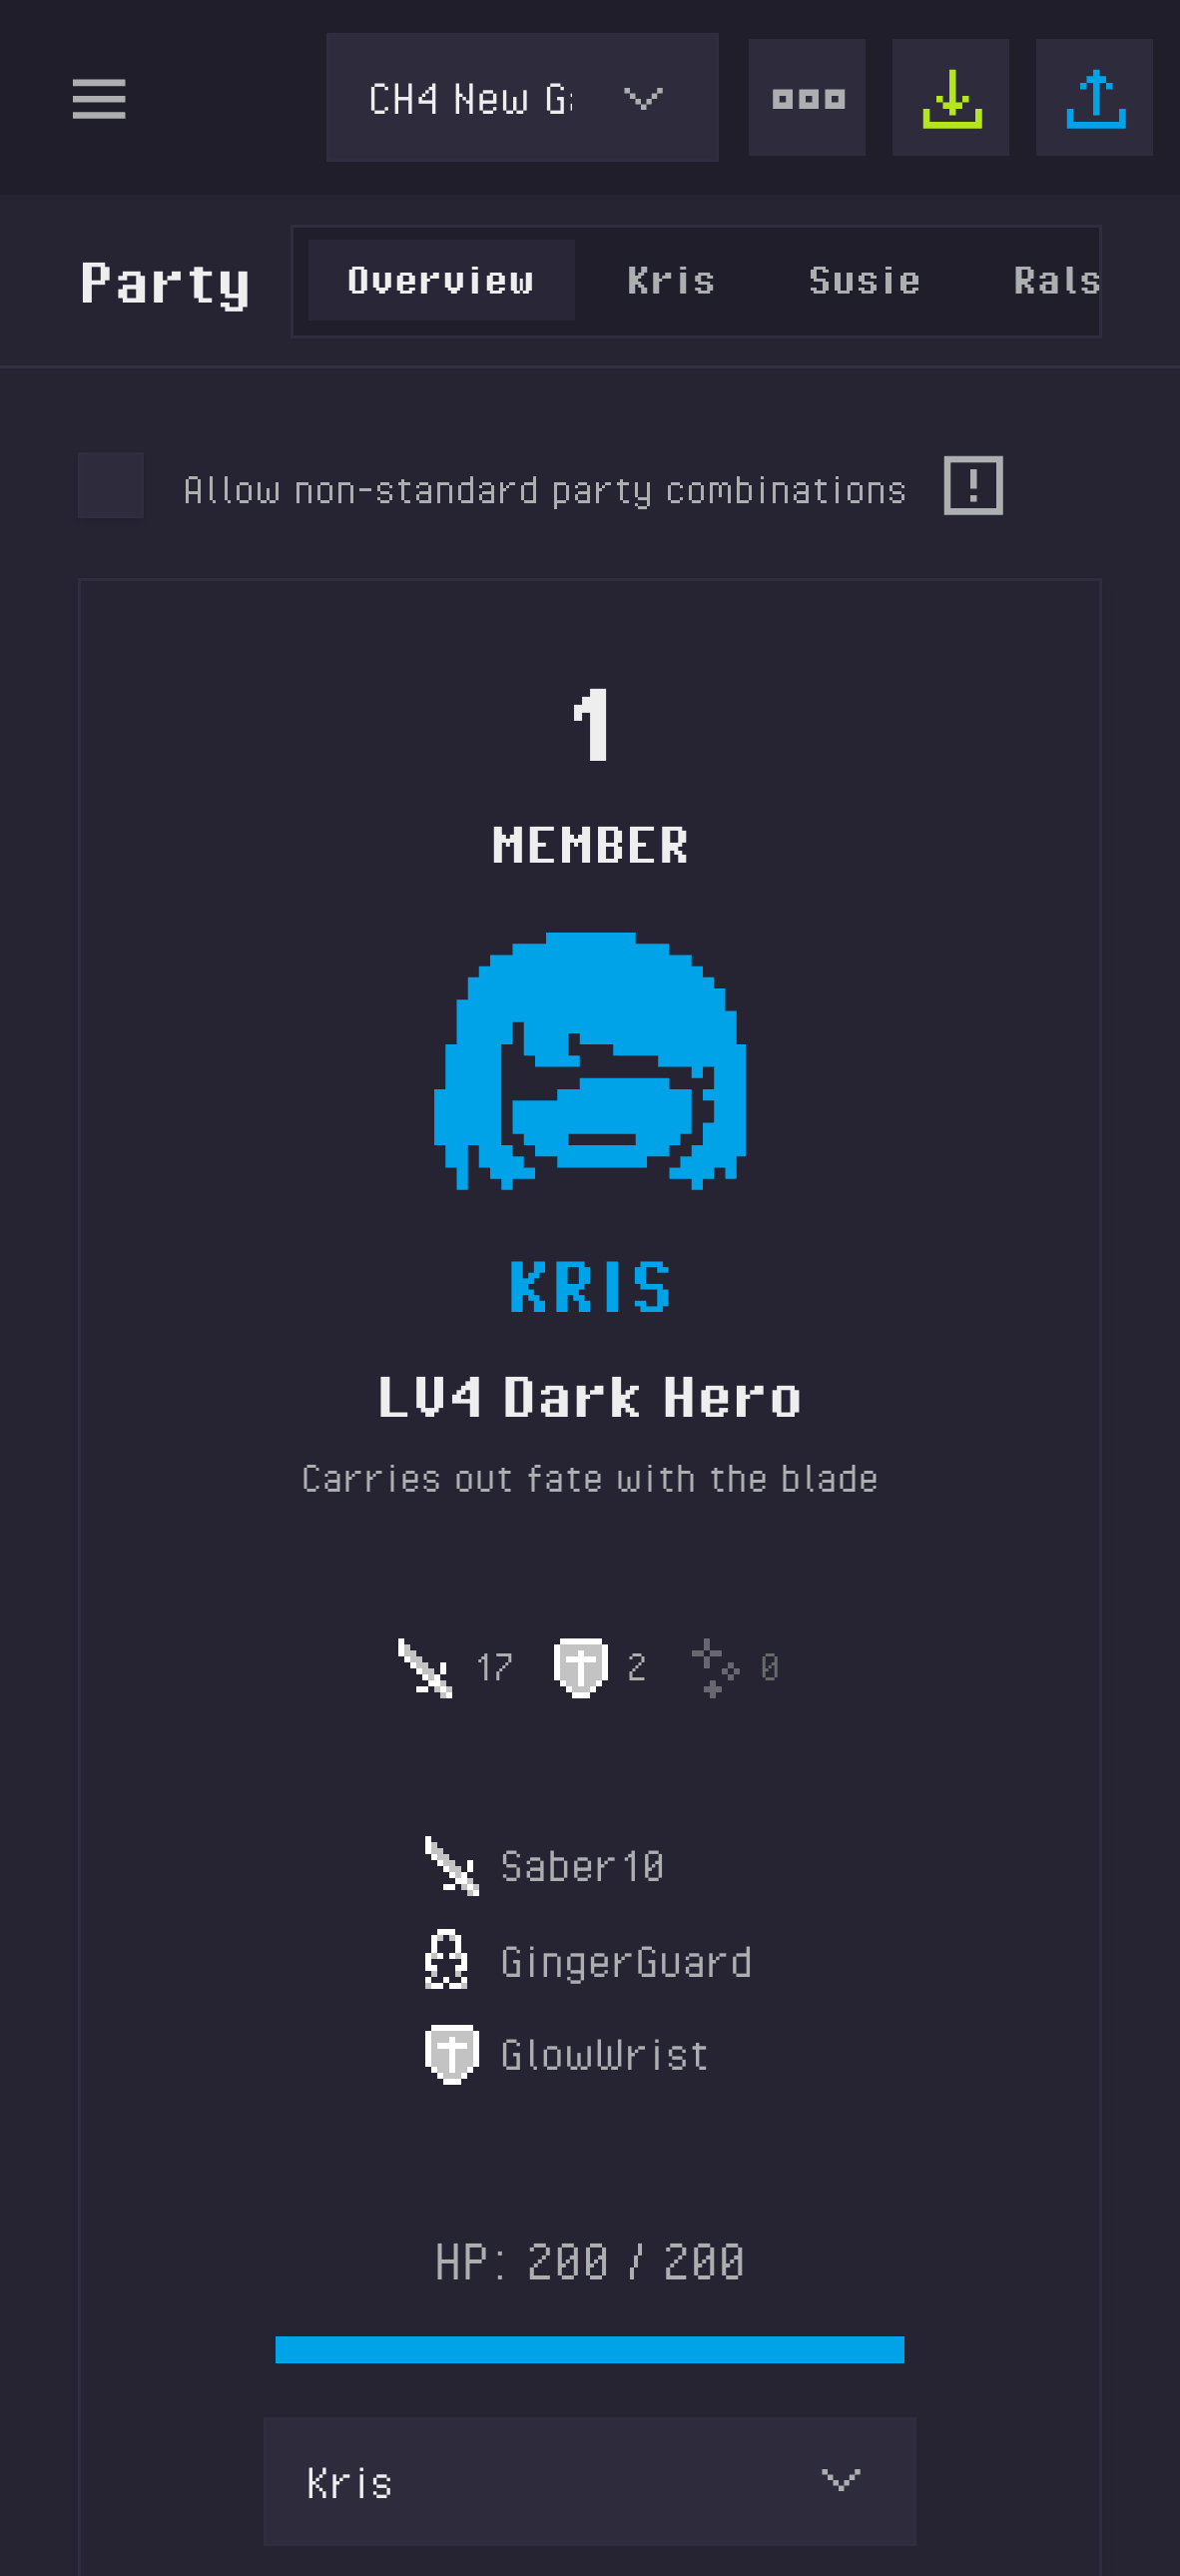 CH4 New G
Party
Overview Kris Susie Rals
Allow non-standard party combinations
1
MEMBER
KRIS
LV4 Dark Hero
Carries out fate with the blade
17 2 0
Saber10
GingerGuard
GlowWrist
HP: 200 / 200
Kris